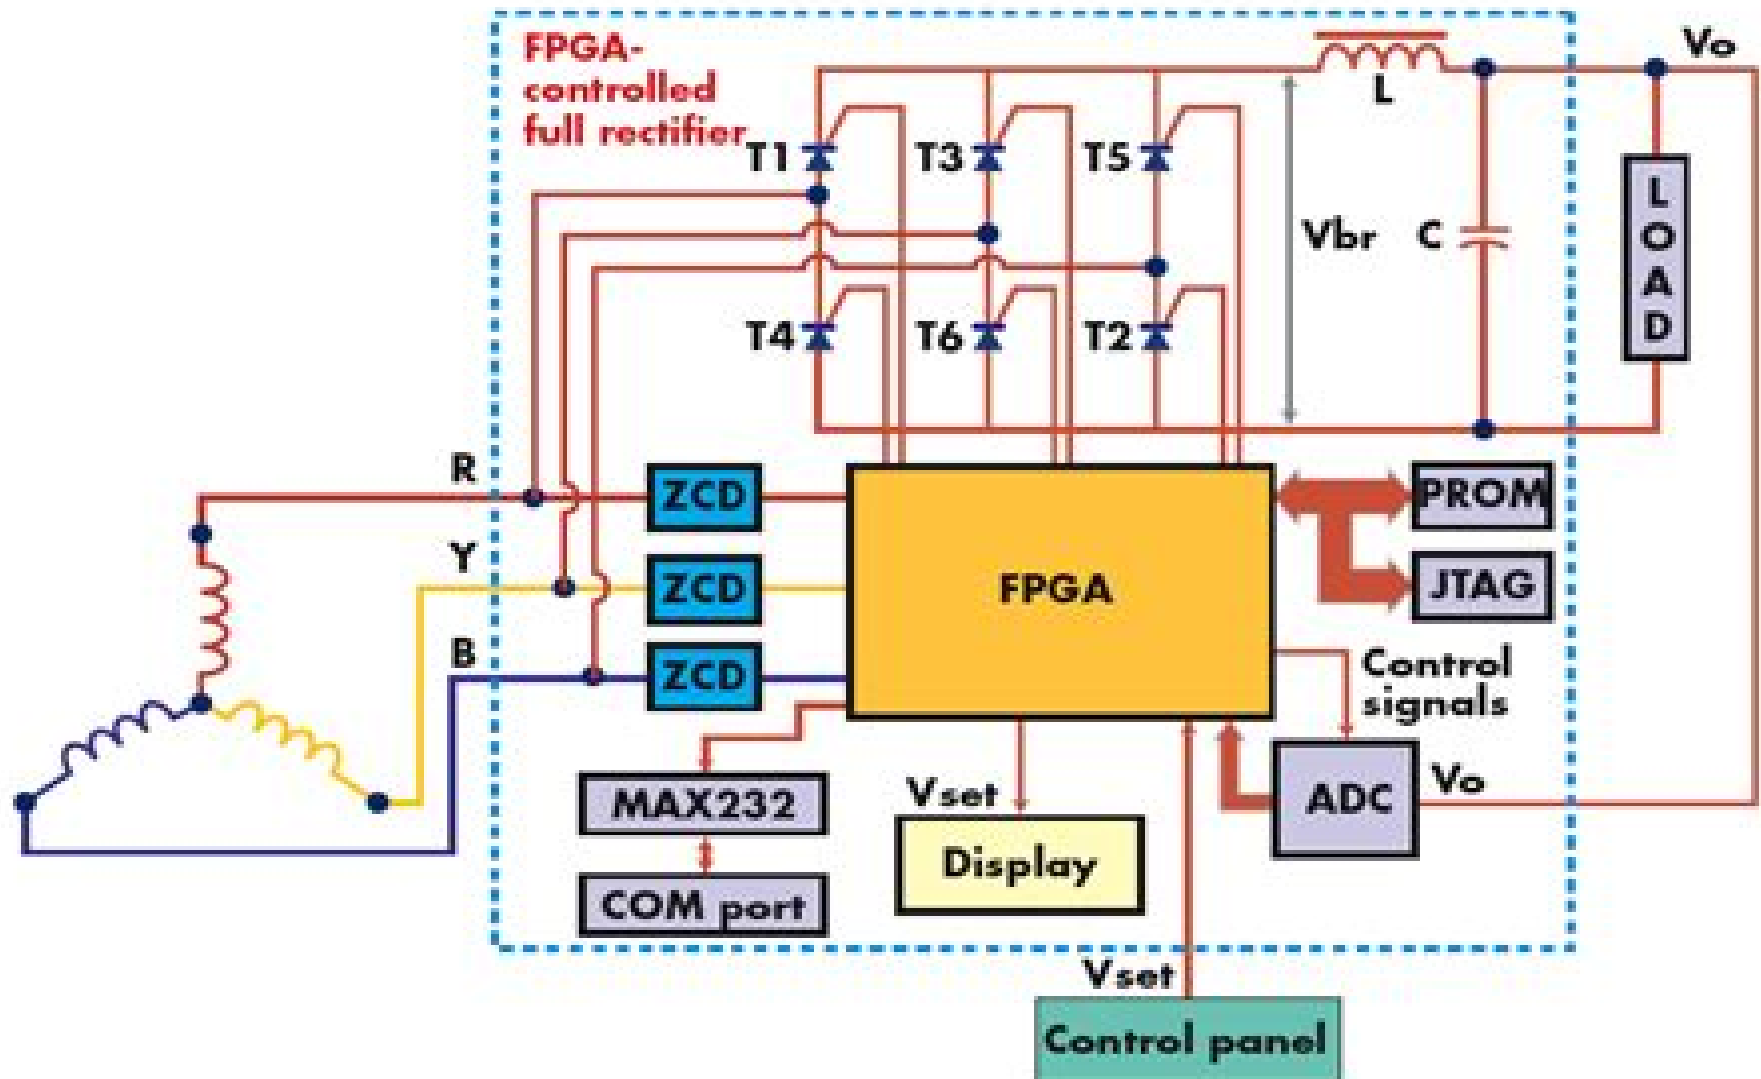 FPGA-
controlled
full rectifier
Vo
L
T1
T3
T5
Vbr
C
L
O
A
D
T4
T6
T2
R
ZCD
PROM
Y
ZCD
FPGA
JTAG
B
ZCD
Control
signals
MAX232
Vset
ADC
Vo
Display
COM port
Vset
Control panel